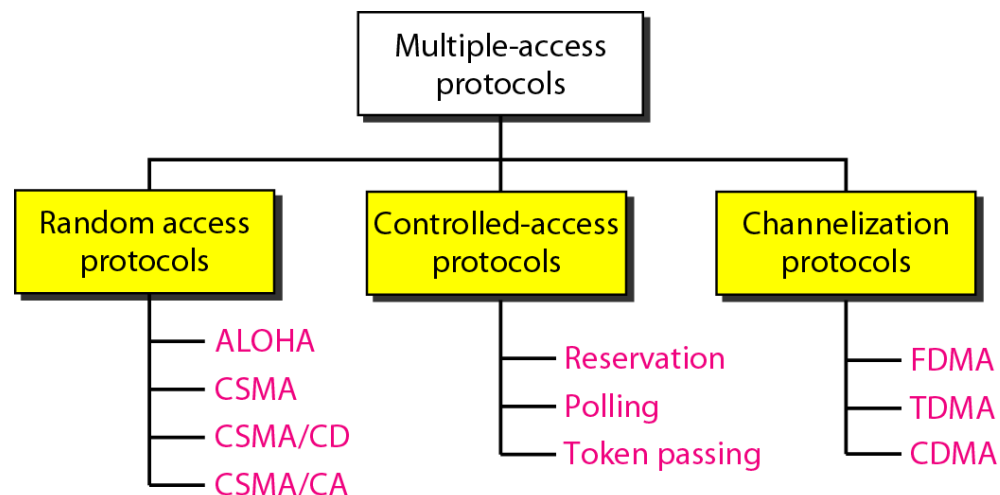 Multiple-access
protocols
Random access
protocols
Controlled-access
protocols
Channelization
protocols
ALOHA
CSMA
CSMA/CD
CSMA/CA
Reservation
Polling
Token passing
FDMA
TDMA
CDMA